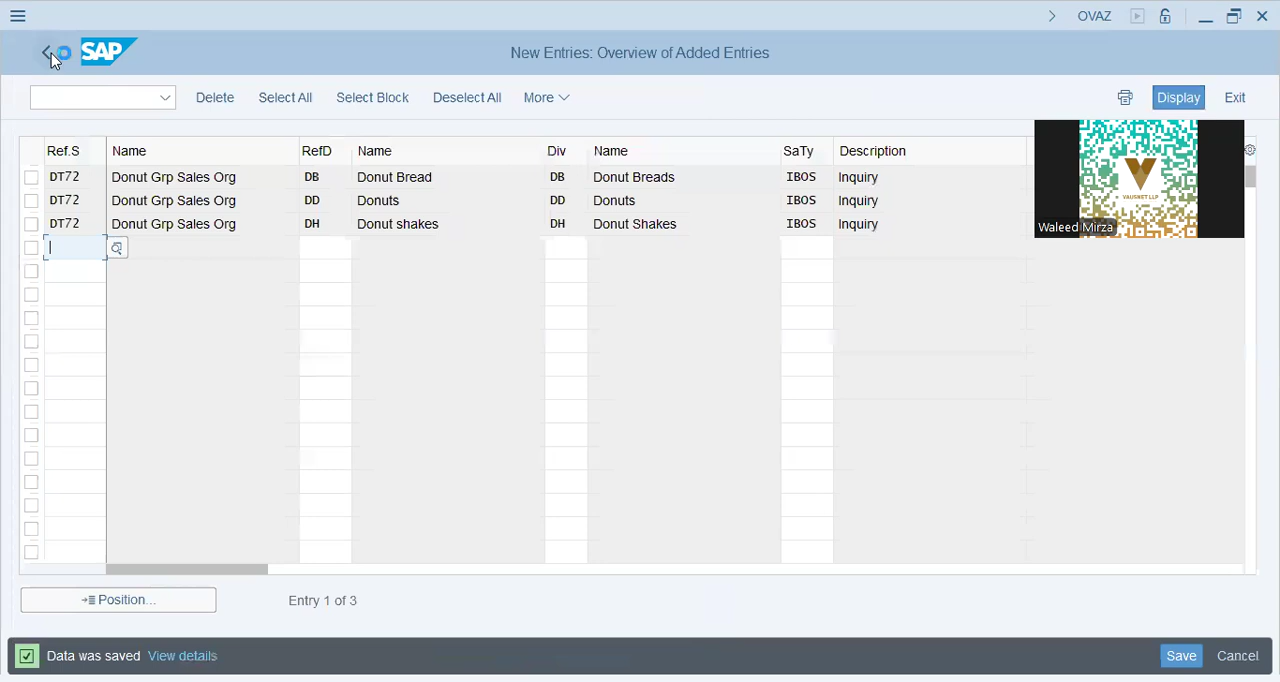 OVAZ
SAP
New Entries: Overview of Added Entries
Delete Select All Select Block Deselect All More Display Exit
Ref.S Name RefD Name Div Name SaTy Description
DT72 Donut Grp Sales Org DB Donut Bread DB Donut Breads IBOS Inquiry
DT72 Donut Grp Sales Org DD Donuts DD Donuts IBOS Inquiry
DT72 Donut Grp Sales Org DH Donut shakes DH Donut Shakes IBOS Inquiry
VAUSNET LLP
Waleed Mirza
Position... Entry 1 of 3
Data was saved View details Save Cancel